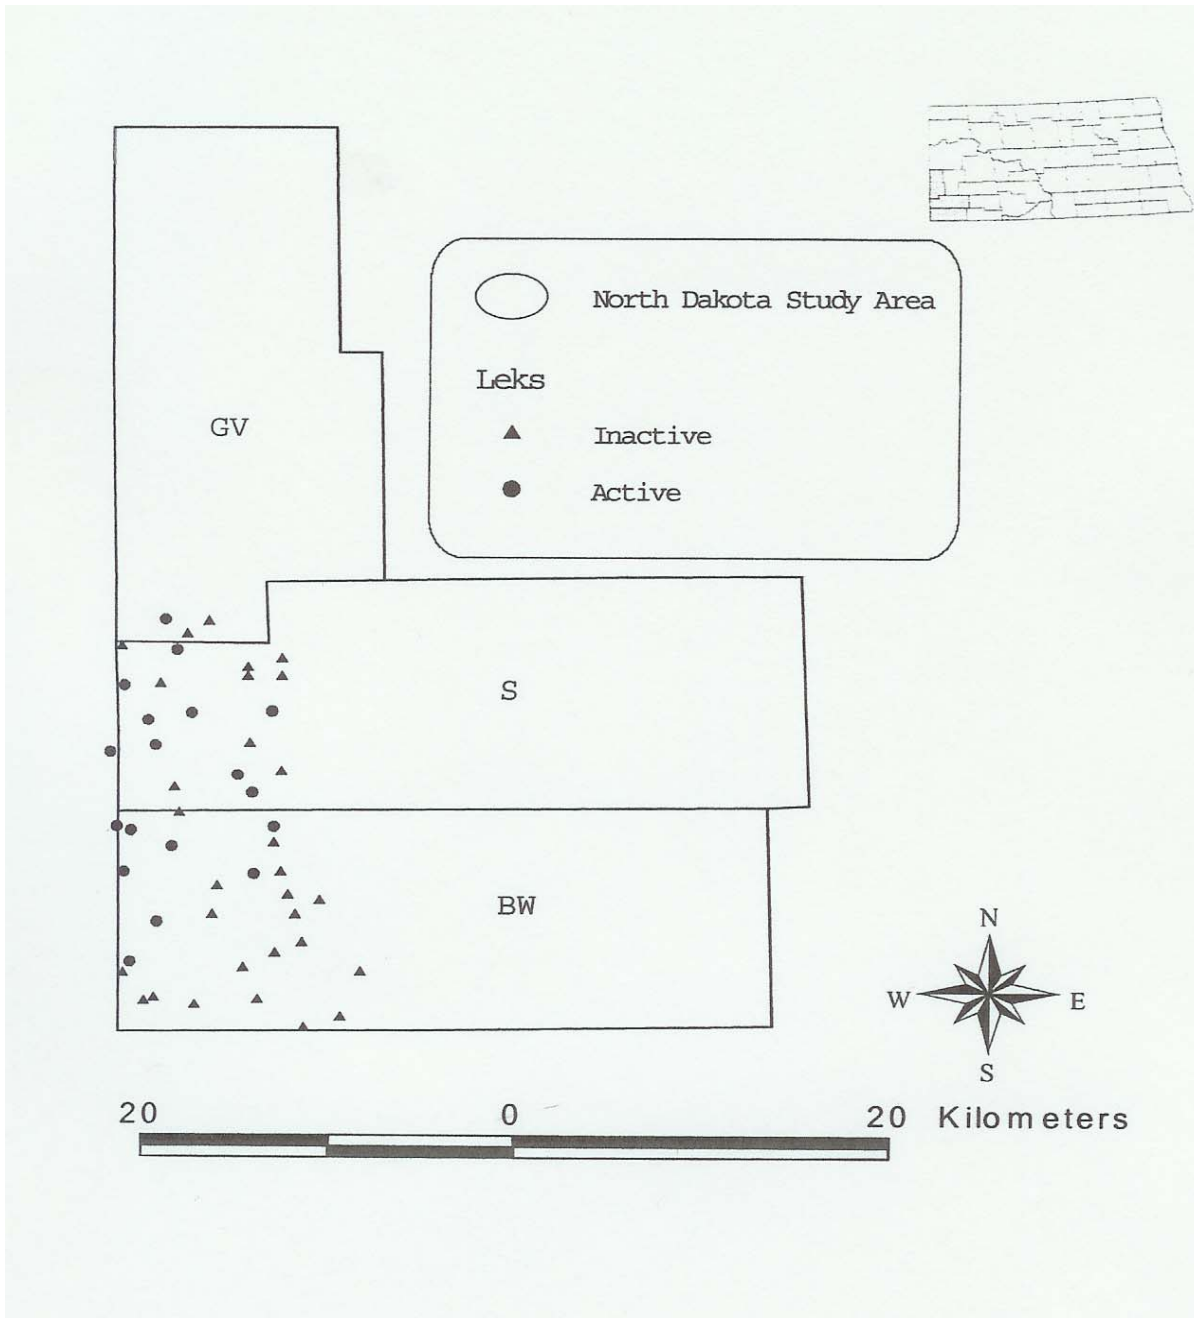 North Dakota Study Area
Leks
Inactive
Active
GV
S
BW
N
W E
S
20 0 20 Kilometers